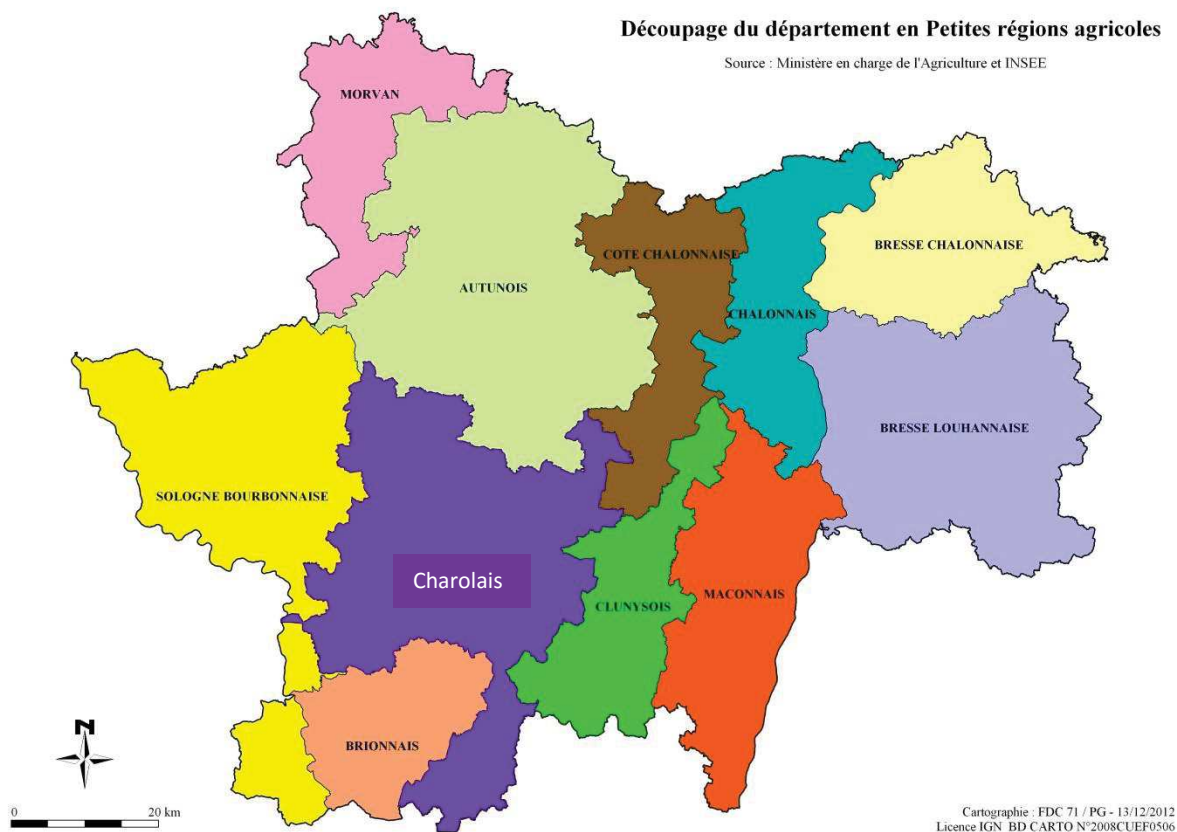 Découpage du département en Petites régions agricoles
Source : Ministère en charge de l'Agriculture et INSEE
MORVAN
BRESSE CHALONNAISE
COTE CHALONNAISE
AUTUNOIS
CHALONNAIS
BRESSE LOUHANNAISE
SOLOGNE BOURBONNAISE
Charolais
CLUNYSOIS
MACONNAIS
BRIONNAIS
N
0 20 km
Cartographie : FDC 71 / PG - 13/12/2012
Licence IGN BD CARTO N°2008CUEF0506